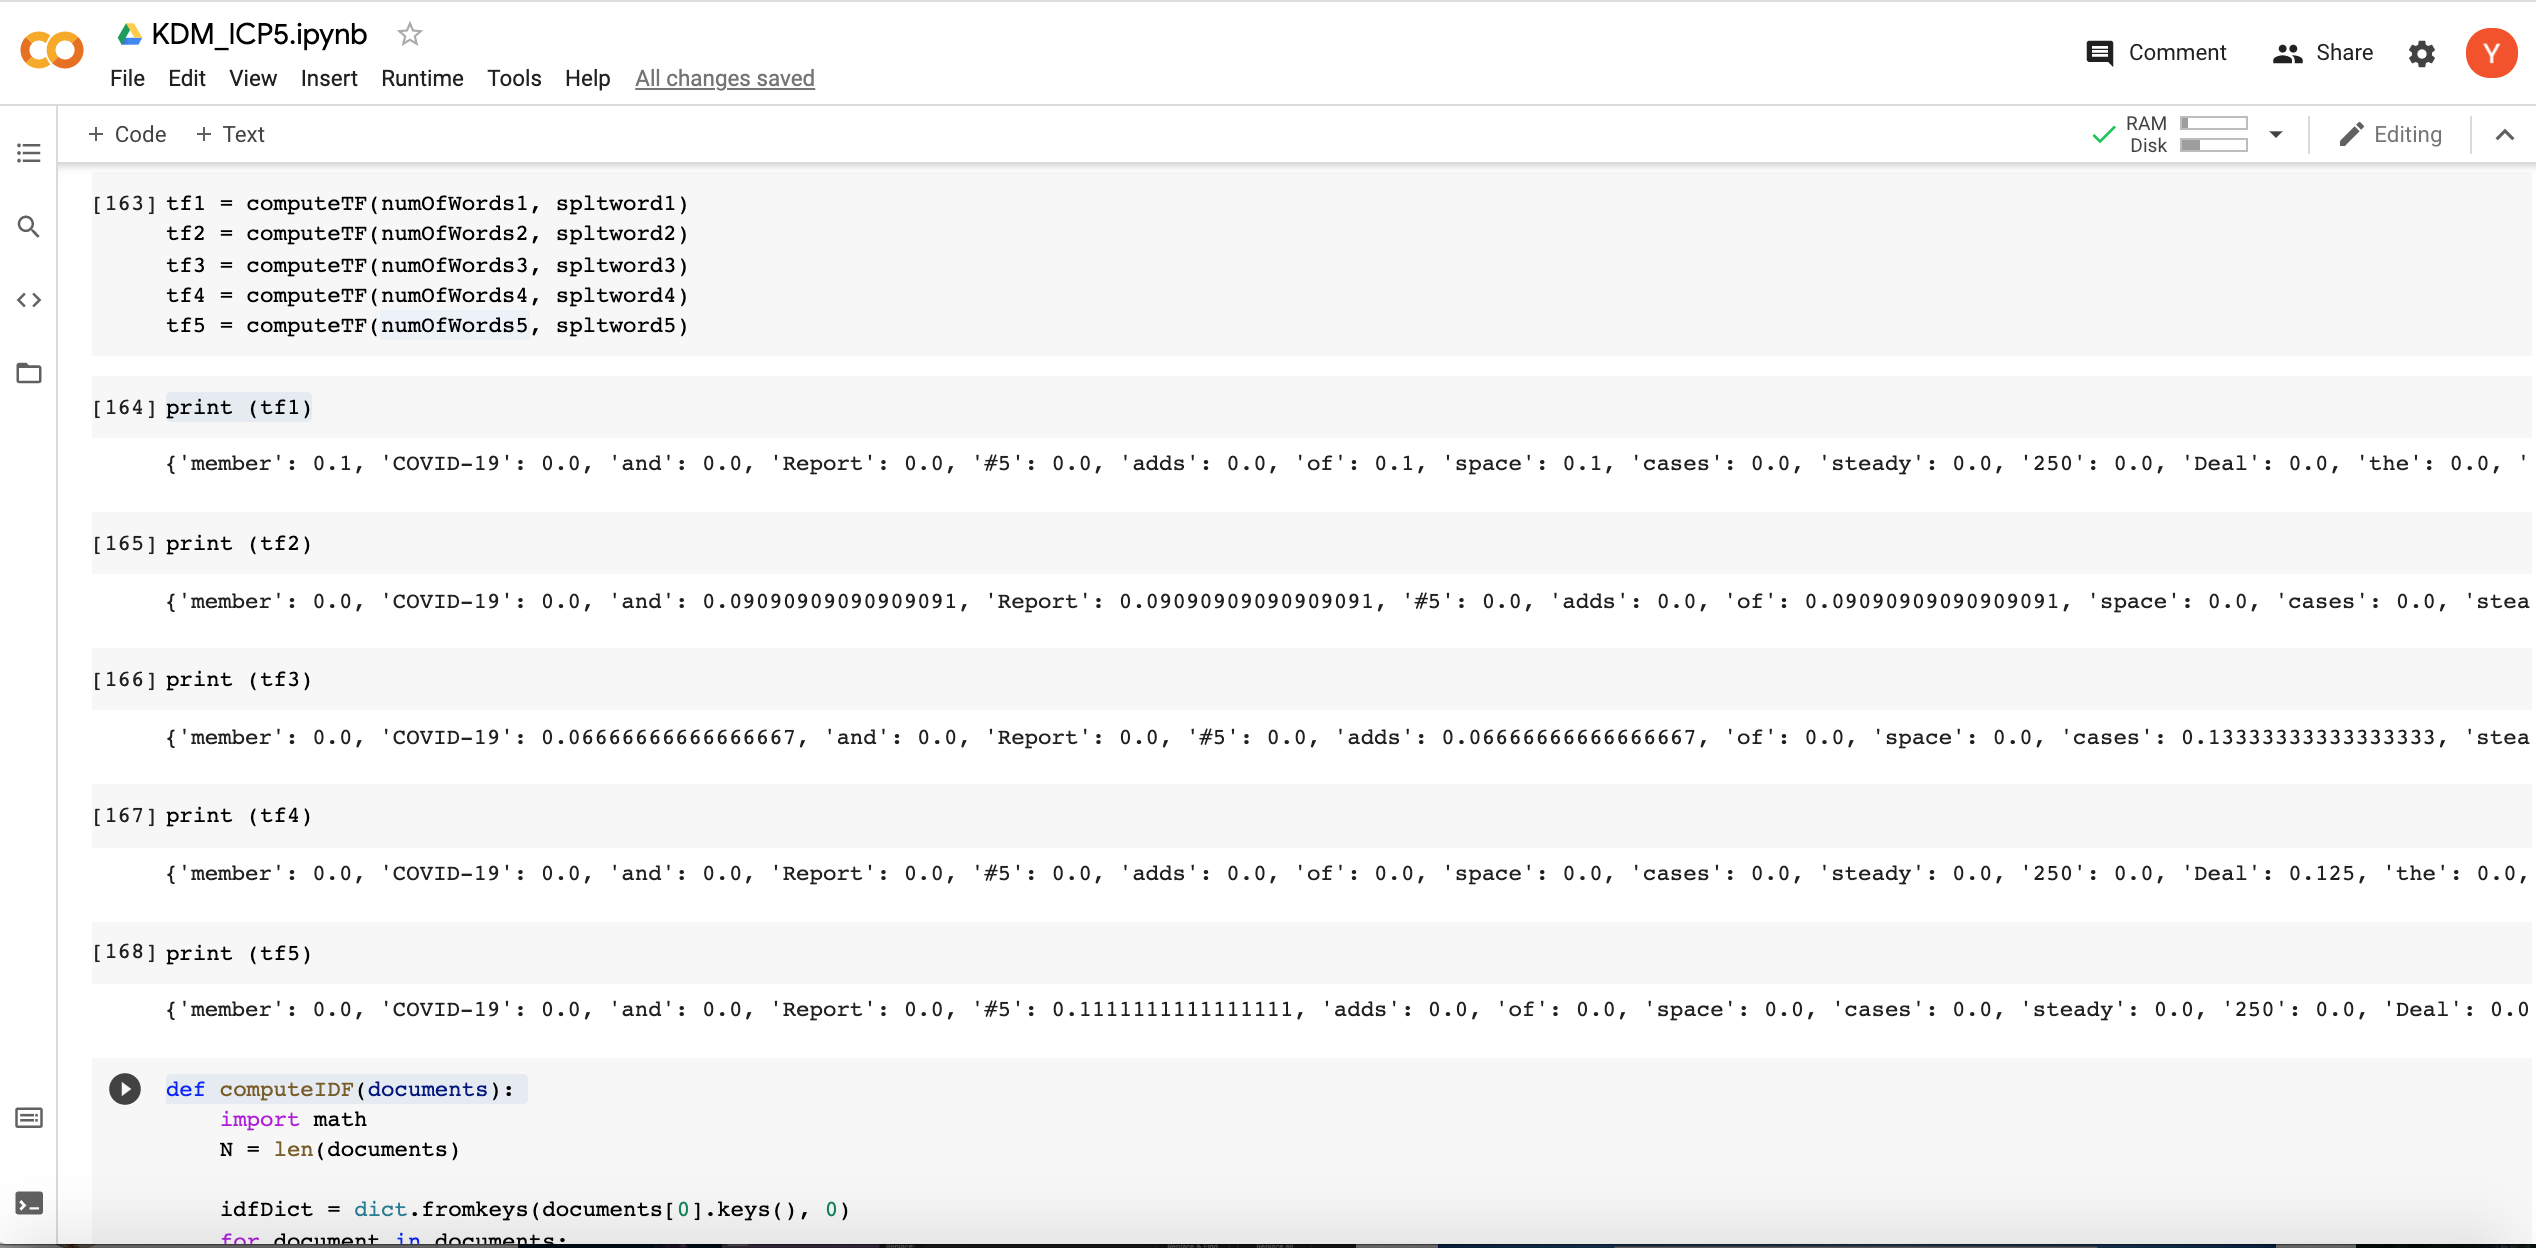 KDM_ICP5.ipynb
File Edit View Insert Runtime Tools Help All changes saved
Comment Share Y
+ Code + Text
RAM
Disk
Editing
[163] tf1 = computeTF(numOfWords1, spltword1)
tf2 = computeTF(numOfWords2, spltword2)
tf3 = computeTF(numOfWords3, spltword3)
tf4 = computeTF(numOfWords4, spltword4)
tf5 = computeTF(numOfWords5, spltword5)
[164] print (tf1)
{'member': 0.1, 'COVID-19': 0.0, 'and': 0.0, 'Report': 0.0, '#5': 0.0, 'adds': 0.0, 'of': 0.1, 'space': 0.1, 'cases': 0.0, 'steady': 0.0, '250': 0.0, 'Deal': 0.0, 'the': 0.0, '
[165] print (tf2)
{'member': 0.0, 'COVID-19': 0.0, 'and': 0.09090909090909091, 'Report': 0.09090909090909091, '#5': 0.0, 'adds': 0.0, 'of': 0.09090909090909091, 'space': 0.0, 'cases': 0.0, 'stea
[166] print (tf3)
{'member': 0.0, 'COVID-19': 0.06666666666666667, 'and': 0.0, 'Report': 0.0, '#5': 0.0, 'adds': 0.06666666666666667, 'of': 0.0, 'space': 0.0, 'cases': 0.13333333333333333, 'stea
[167] print (tf4)
{'member': 0.0, 'COVID-19': 0.0, 'and': 0.0, 'Report': 0.0, '#5': 0.0, 'adds': 0.0, 'of': 0.0, 'space': 0.0, 'cases': 0.0, 'steady': 0.0, '250': 0.0, 'Deal': 0.125, 'the': 0.0,
[168] print (tf5)
{'member': 0.0, 'COVID-19': 0.0, 'and': 0.0, 'Report': 0.0, '#5': 0.1111111111111111, 'adds': 0.0, 'of': 0.0, 'space': 0.0, 'cases': 0.0, 'steady': 0.0, '250': 0.0, 'Deal': 0.0
def computeIDF(documents):
import math
N = len(documents)
idfDict = dict.fromkeys(documents[0].keys(), 0)
for document in documents: